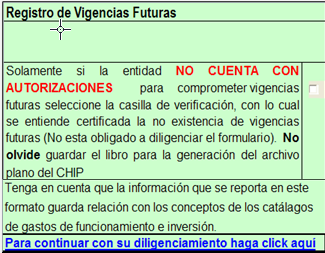 Registro de Vigencias Futuras
Solamente si la entidad NO CUENTA CON
AUTORIZACIONES para comprometer vigencias
futuras seleccione la casilla de verificación, con lo cual
se entiende certificada la no existencia de vigencias
futuras (No esta obligado a diligenciar el formulario). No
olvide guardar el libro para la generación del archivo
plano del CHIP
Tenga en cuenta que la información que se reporta en este
formato guarda relación con los conceptos de los catálagos
de gastos de funcionamiento e inversión.
Para continuar con su diligenciamiento haga click aquí